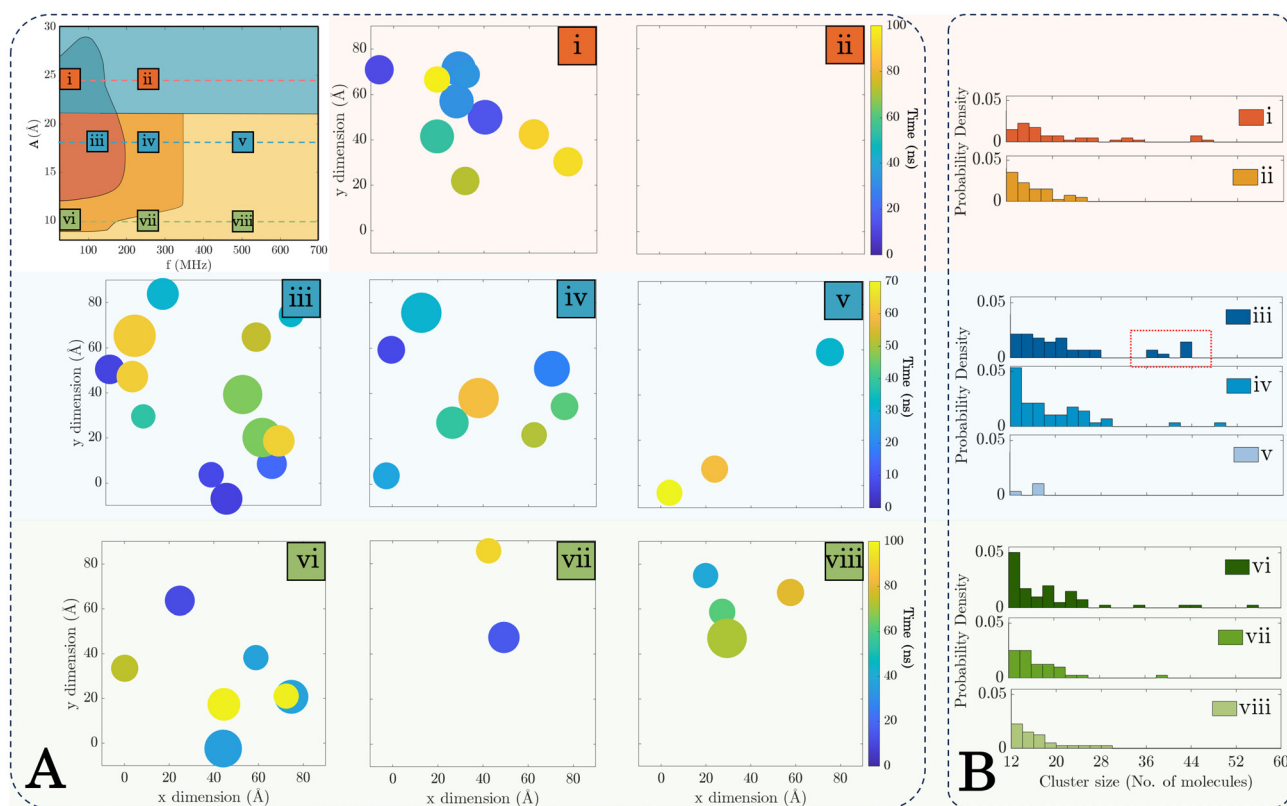 30
25
20
15
10
A(Å)
i
ii
iii
iv
v
vi
vii
viii
100
200
300
400
500
600
700
f (MHz)
80
60
40
20
0
y dimension (Å)
i
ii
100
80
60
40
20
0
Time (ns)
80
60
40
20
0
y dimension (Å)
iii
iv
v
70
60
50
40
30
20
10
0
Time (ns)
80
60
40
20
0
y dimension (Å)
vi
vii
viii
100
80
60
40
20
0
Time (ns)
0 20 40 60 80
0 20 40 60 80
0 20 40 60 80
x dimension (Å)
x dimension (Å)
x dimension (Å)
A
Probability Density
0.05
0
i
ii
Probability Density
0.05
0
iii
0.05
0
iv
0.05
0
v
Probability Density
0.05
0
vi
0.05
0
vii
0.05
0
viii
12 20 28 36 44 52 60
Cluster size (No. of molecules)
B